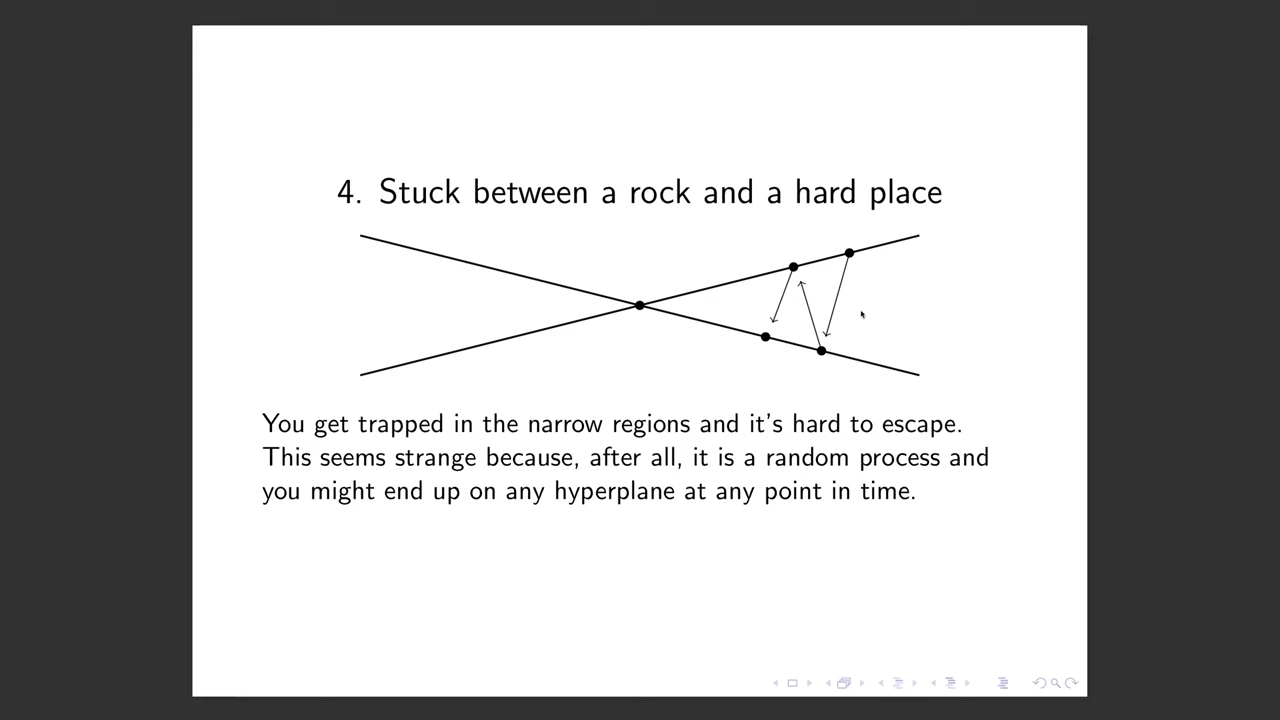 4. Stuck between a rock and a hard place
You get trapped in the narrow regions and it's hard to escape.
This seems strange because, after all, it is a random process and
you might end up on any hyperplane at any point in time.